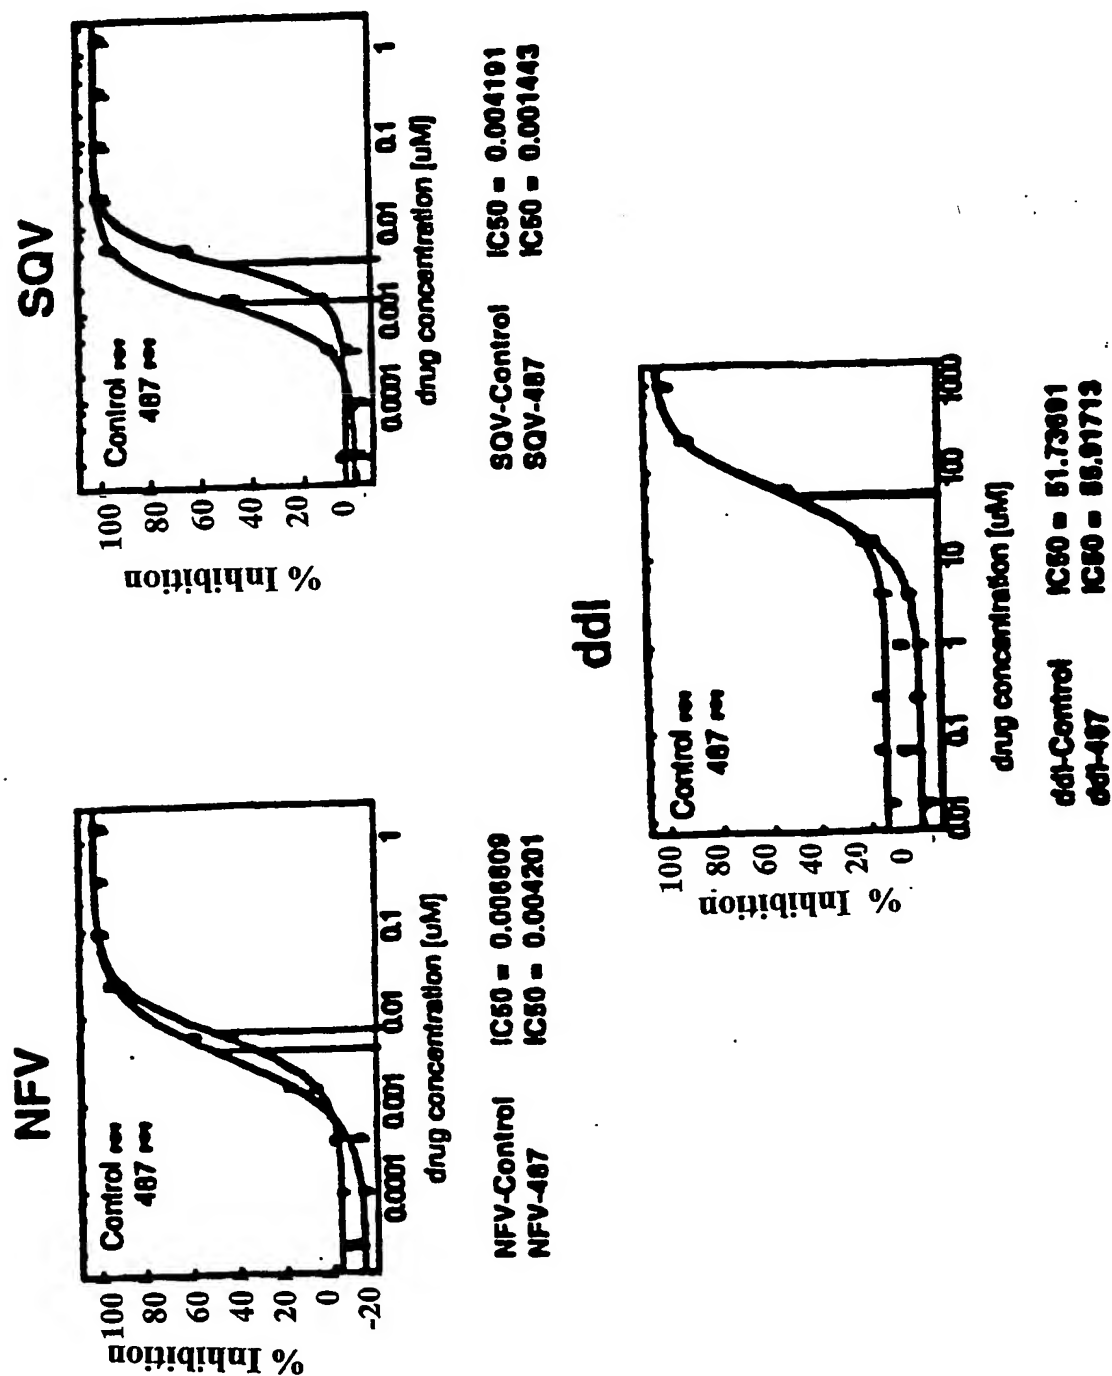 NFV
% Inhibition
100
80
60
40
20
0
-20
Control
467
0.0001
0.001
0.01
0.1
1
drug concentration [uM]
NFV-Control IC50 = 0.006809
NFV-467 IC50 = 0.004201
SQV
% Inhibition
100
80
60
40
20
0
Control
467
0.0001
0.001
0.01
0.1
1
drug concentration [uM]
SQV-Control IC50 = 0.004191
SQV-467 IC50 = 0.001443
ddI
% Inhibition
100
80
60
40
20
0
Control
467
0.01
0.1
1
10
100
1000
drug concentration [uM]
ddI-Control IC50 =
ddI-467 IC50 =